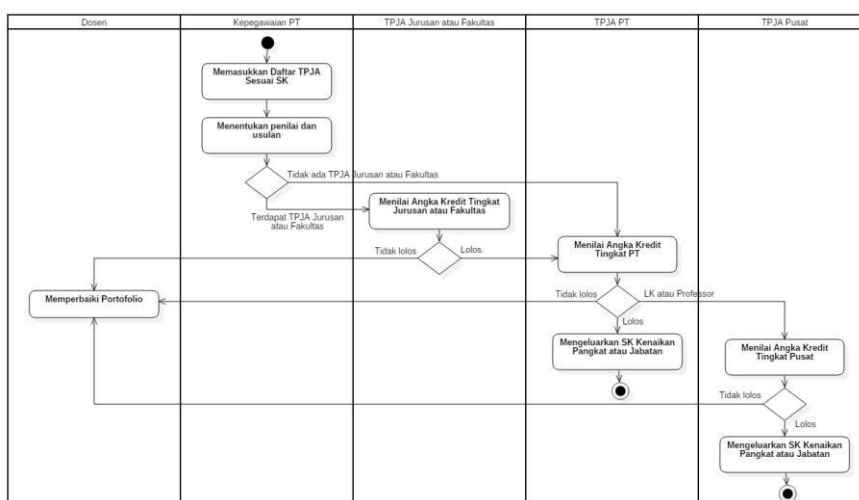 Dosen
Kepegawaian PT
TPJA Jurusan atau Fakultas
TPJA PT
TPJA Pusat
Memasukkan Daftar TPJA
Sesuai SK
Menentukan penilai dan
usulan
Tidak ada TPJA Jurusan atau Fakultas
Terdapat TPJA Jurusan
atau Fakultas
Menilai Angka Kredit Tingkat
Jurusan atau Fakultas
Tidak lolos
Lolos
Menilai Angka Kredit
Tingkat PT
Memperbaiki Portofolio
Tidak lolos
LK atau Professor
Lolos
Mengeluarkan SK Kenaikan
Pangkat atau Jabatan
Menilai Angka Kredit
Tingkat Pusat
Tidak lolos
Lolos
Mengeluarkan SK Kenaikan
Pangkat atau Jabatan